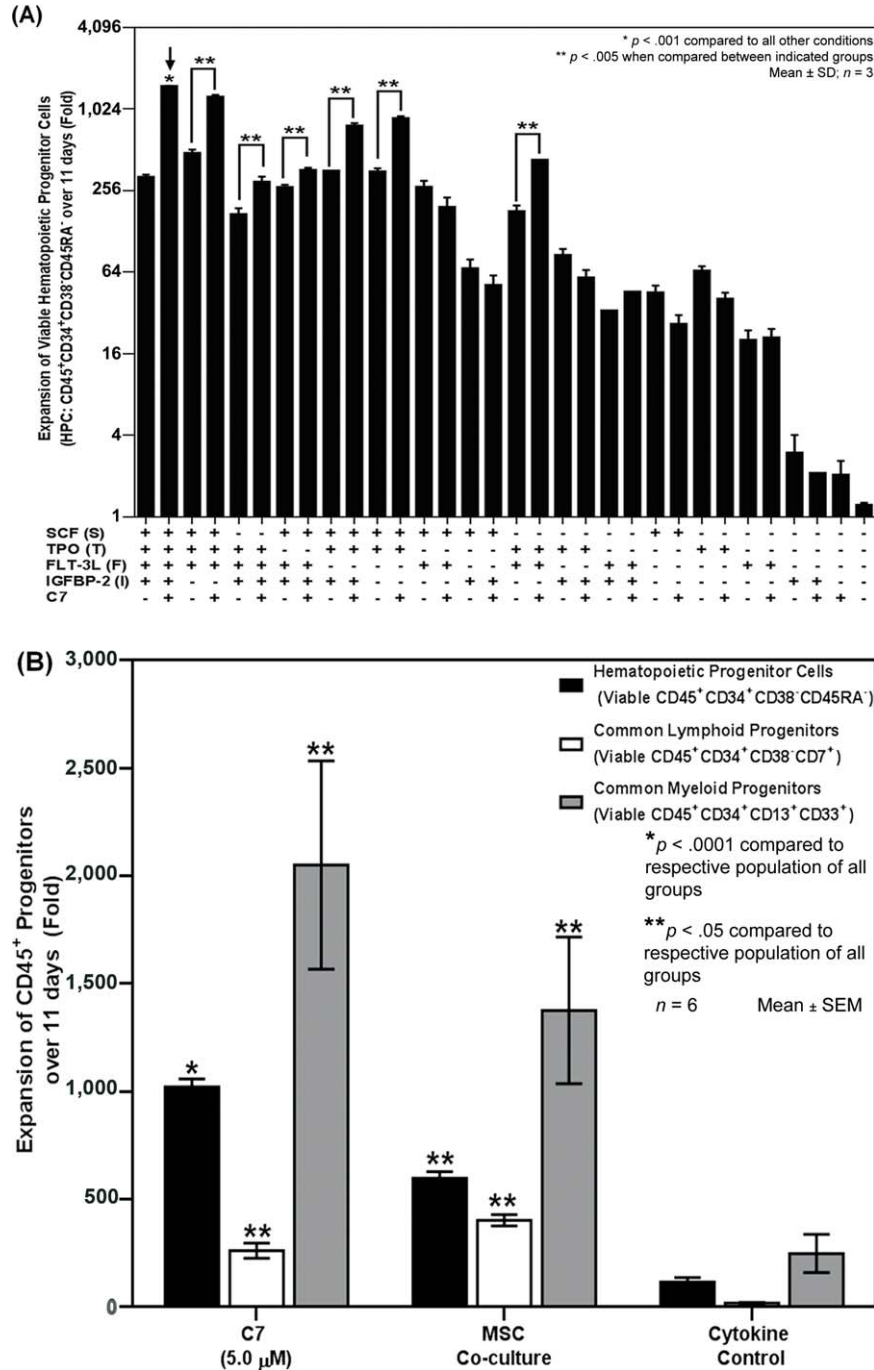 (A)
4,096
* p < .001 compared to all other conditions
** p < .005 when compared between indicated groups
Mean ± SD; n = 3
Expansion of Viable Hematopoietic Progenitor Cells
(HPC: CD45⁺CD34⁺CD38⁻CD45RA⁻ over 11 days (Fold)
1,024
256
64
16
4
1
*
**
**
**
**
**
**
SCF (S) + + + + - - + + + + + + + + + + - - - - - - + + - - - - - - - -
TPO (T) + + + + + + - - + + + + - - - - + + + + - - - - + + - - - - - -
FLT-3L (F) + + + + + + + + - - - - + + - - + + - - + + - - - - + + - - - -
IGFBP-2 (I) + + - - + + + + + + - - - - + + - - + + + + - - - - - - + + - -
C7 - + - + - + - + - + - + - + - + - + - + - + - + - + - + - + + -
(B)
3,000
2,500
2,000
1,500
1,000
500
0
Expansion of CD45⁺ Progenitors
over 11 days (Fold)
Hematopoietic Progenitor Cells
(Viable CD45⁺CD34⁺CD38⁻CD45RA⁻)
Common Lymphoid Progenitors
(Viable CD45⁺CD34⁺CD38⁻CD7⁺)
Common Myeloid Progenitors
(Viable CD45⁺CD34⁺CD13⁺CD33⁺)
*p < .0001 compared to
respective population of all
groups
**p < .05 compared to
respective population of all
groups
n = 6 Mean ± SEM
*
**
**
**
**
**
C7
(5.0 µM)
MSC
Co-culture
Cytokine
Control